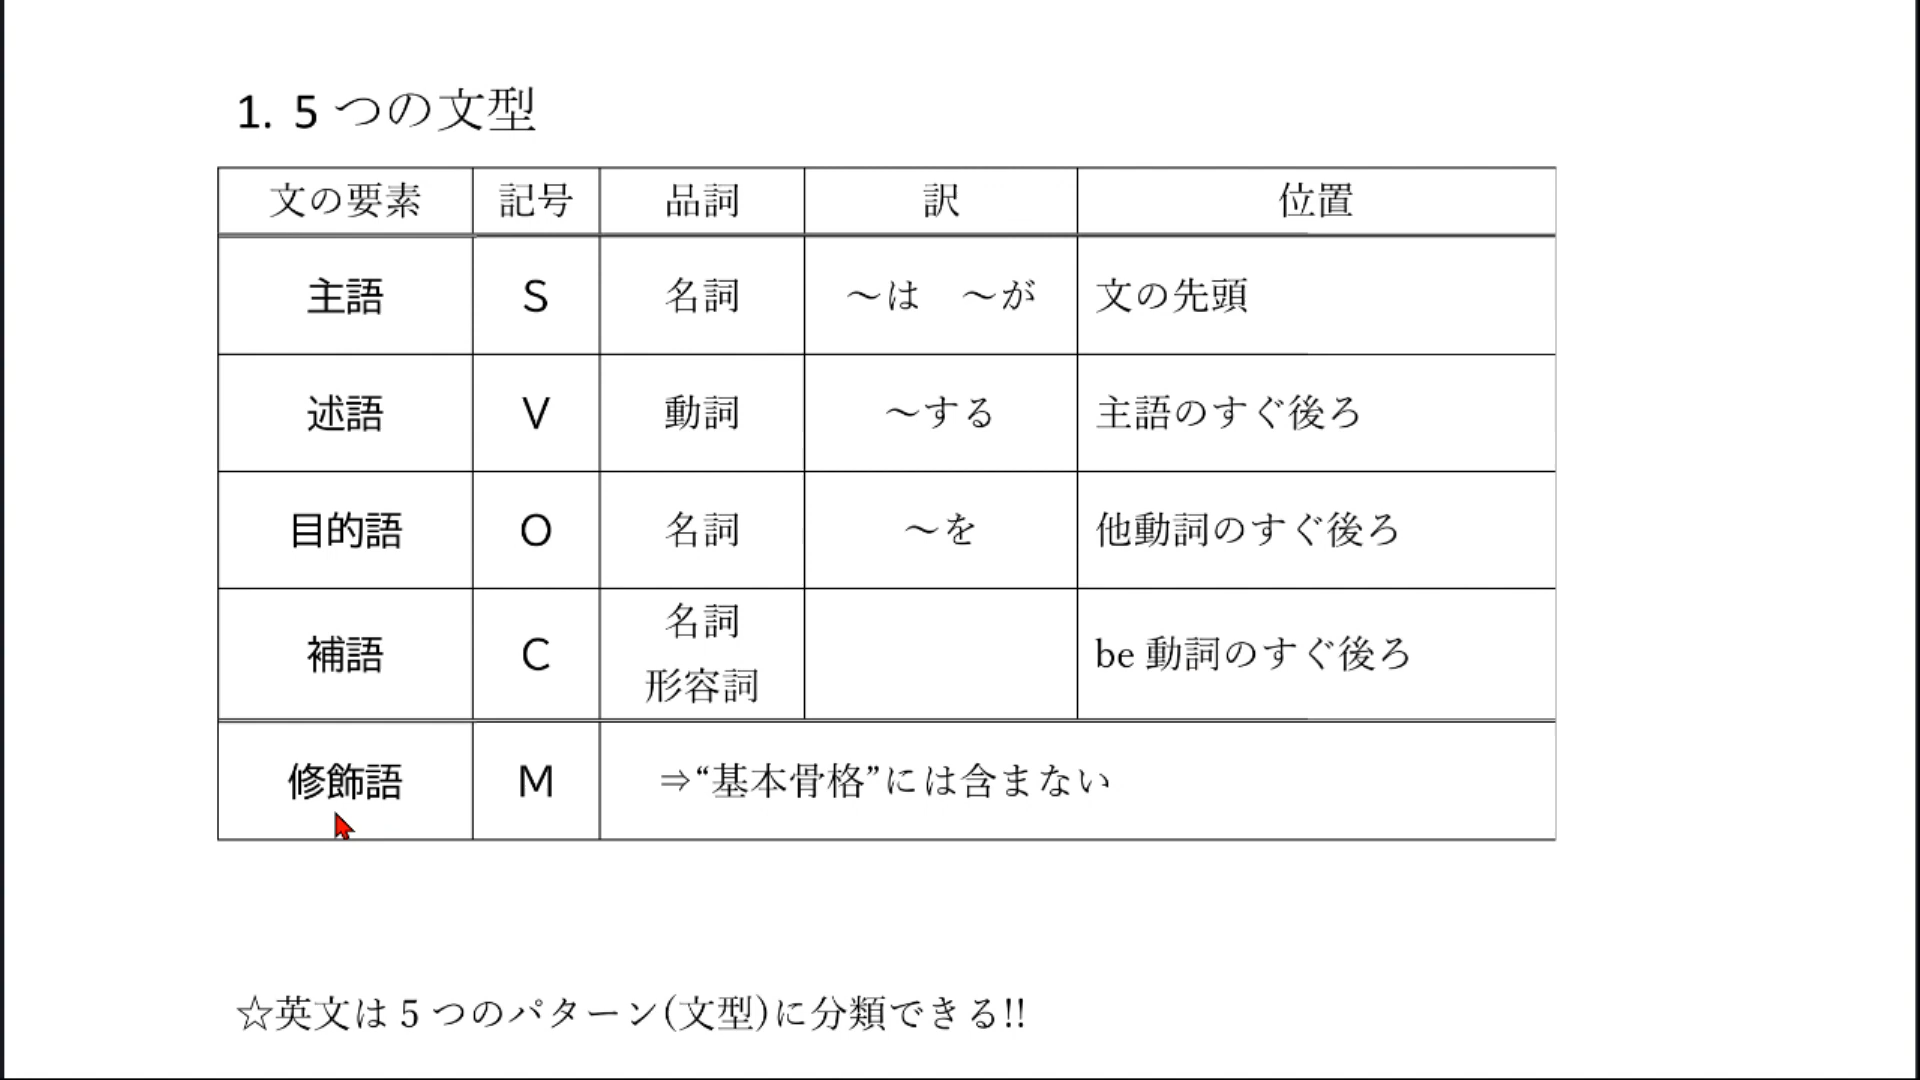 1. 5 つの文型
文の要素 記号 品詞 訳 位置
主語 S 名詞 ～は ～が 文の先頭
述語 V 動詞 ～する 主語のすぐ後ろ
目的語 O 名詞 ～を 他動詞のすぐ後ろ
補語 C 名詞 形容詞 be 動詞のすぐ後ろ
修飾語 M ⇒“基本骨格”には含まない
☆英文は 5 つのパターン(文型)に分類できる!!